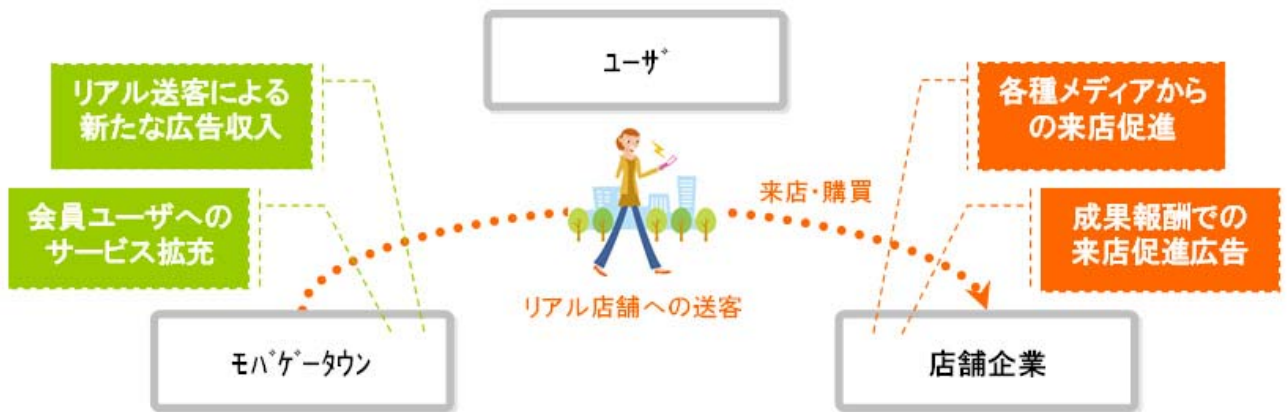 ﾕｰｻﾞ
リアル送客による
新たな広告収入
各種メディアから
の来店促進
会員ユーザへの
サービス拡充
来店・購買
成果報酬での
来店促進広告
リアル店舗への送客
ﾓﾊﾞｹﾞｰﾀｳﾝ
店舗企業